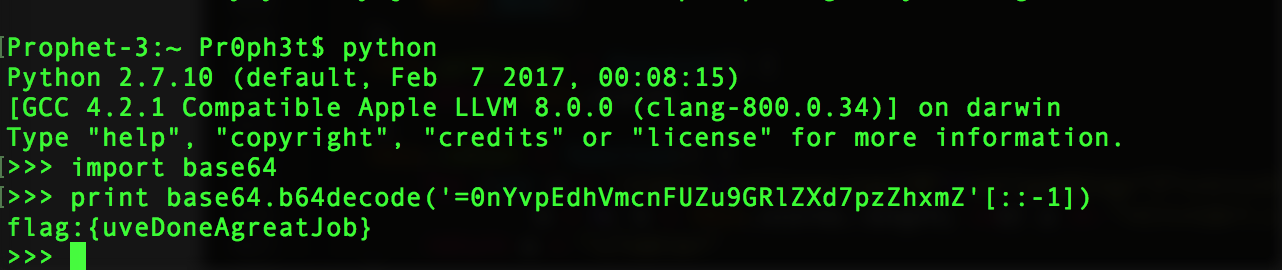 [Prophet-3:~ Pr0ph3t$ python
Python 2.7.10 (default, Feb  7 2017, 00:08:15)
[GCC 4.2.1 Compatible Apple LLVM 8.0.0 (clang-800.0.34)] on darwin
Type "help", "copyright", "credits" or "license" for more information.
[>>> import base64
[>>> print base64.b64decode('=0nYvpEdhVmcnFUZu9GRlZXd7pzZhxmZ'[::-1])
flag:{uveDoneAgreatJob}
>>>